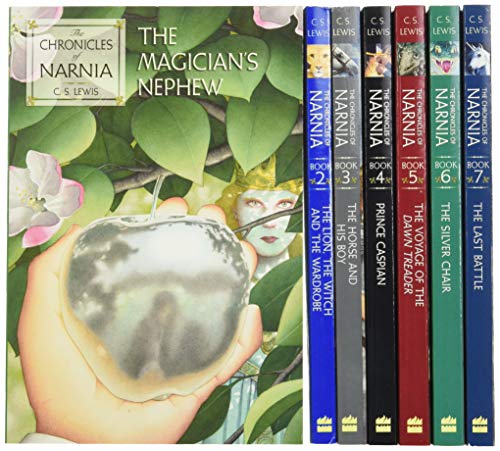 The
CHRONICLES
of
NARNIA
C. S. LEWIS
THE
MAGICIAN'S
NEPHEW
C. S.
LEWIS
THE CHRONICLES OF
NARNIA
BOOK
2
THE LION, THE WITCH
AND THE WARDROBE
C. S.
LEWIS
THE CHRONICLES OF
NARNIA
BOOK
3
THE HORSE AND
HIS BOY
C. S.
LEWIS
THE CHRONICLES OF
NARNIA
BOOK
4
PRINCE CASPIAN
C. S.
LEWIS
THE CHRONICLES OF
NARNIA
BOOK
5
THE VOYAGE OF THE
DAWN TREADER
C. S.
LEWIS
THE CHRONICLES OF
NARNIA
BOOK
6
THE SILVER CHAIR
C. S.
LEWIS
THE CHRONICLES OF
NARNIA
BOOK
7
THE LAST BATTLE